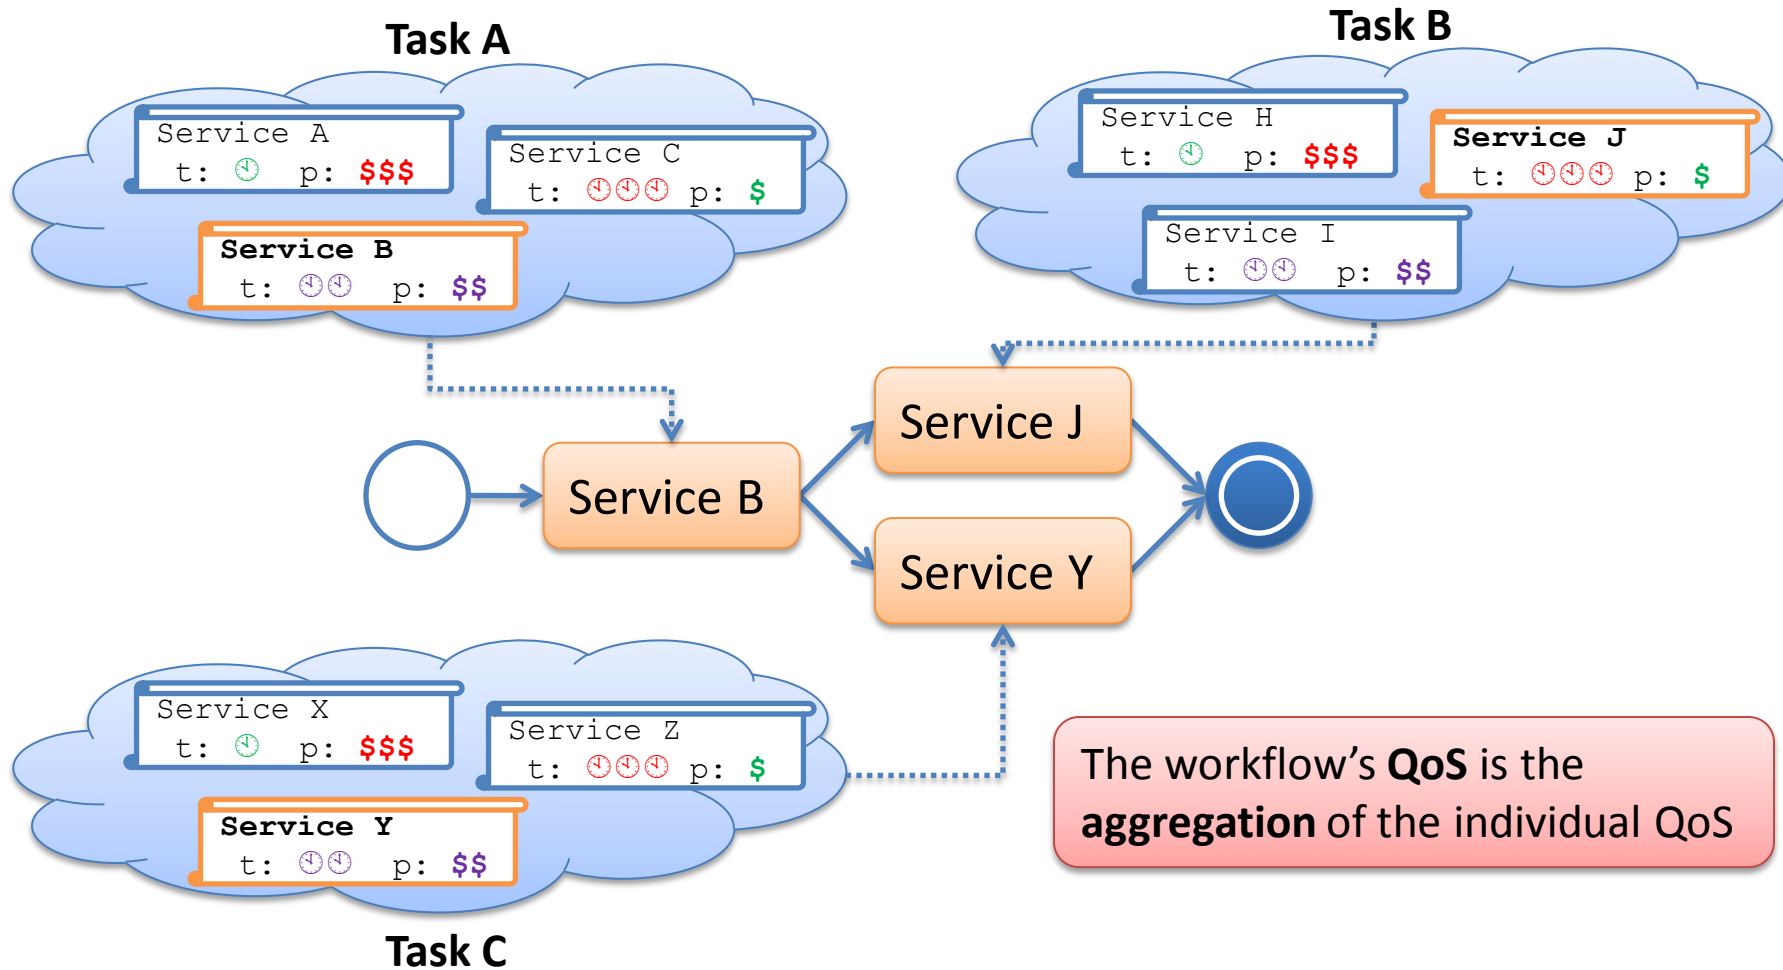 Task A
Service A
t: 🕙 p: $$$
Service C
t: 🕙🕙🕙 p: $
Service B
t: 🕙🕙 p: $$
Task B
Service H
t: 🕙 p: $$$
Service J
t: 🕙🕙🕙 p: $
Service I
t: 🕙🕙 p: $$
Service B
Service J
Service Y
Service X
t: 🕙 p: $$$
Service Z
t: 🕙🕙🕙 p: $
Service Y
t: 🕙🕙 p: $$
Task C
The workflow’s QoS is the
aggregation of the individual QoS